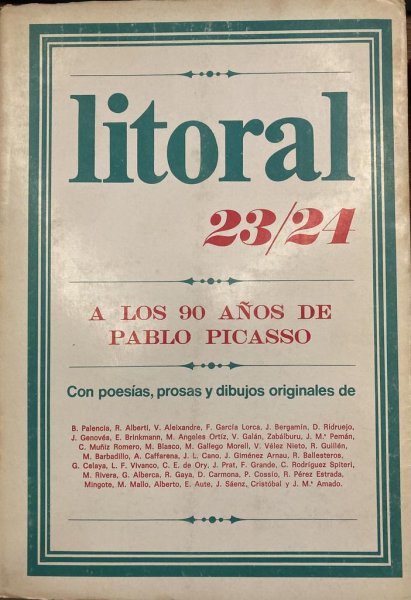 litoral
23/24
A LOS 90 AÑOS DE
PABLO PICASSO
Con poesías, prosas y dibujos originales de
B. Palencia, R. Alberti, V. Aleixandre, F. García Lorca, J. Bergamín, D. Ridruejo,
J. Genovés, E. Brinkmann, M. Angeles Ortíz, V. Galán, Zabálburu, J. M.ª Pemán,
C. Muñiz Romero, M. Blasco, M. Gallego Morell, V. Vélez Nieto, R. Guillén,
M. Barbadillo, A. Caffarena, J. L. Cano, J. Giménez Arnau, R. Ballesteros,
G. Celaya, L. F. Vivanco, C. E. de Ory, J. Prat, F. Grande, C. Rodríguez Spiteri,
M. Rivera, G. Alberca, R. Gaya, D. Carmona, P. Cossío, R. Pérez Estrada,
Mingote, M. Mallo, Alberto, E. Aute, J. Sáenz, Cristóbal y J. M.ª Amado.